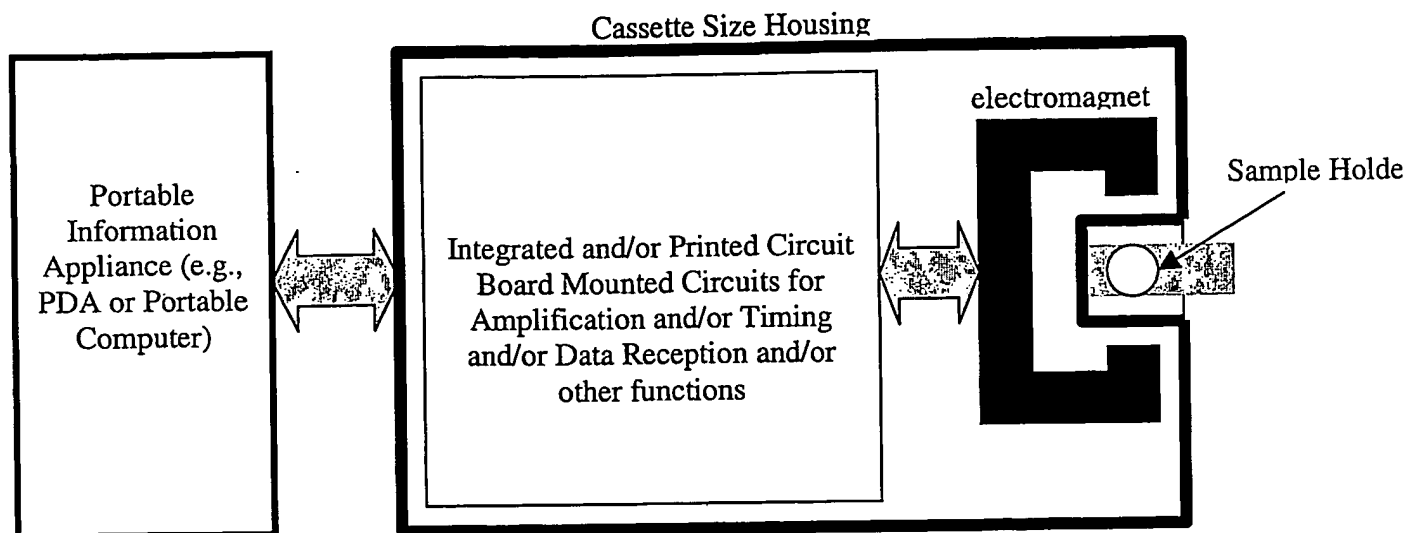 Cassette Size Housing
electromagnet
Sample Holde
Portable
Information
Appliance (e.g.,
PDA or Portable
Computer)
Integrated and/or Printed Circuit
Board Mounted Circuits for
Amplification and/or Timing
and/or Data Reception and/or
other functions